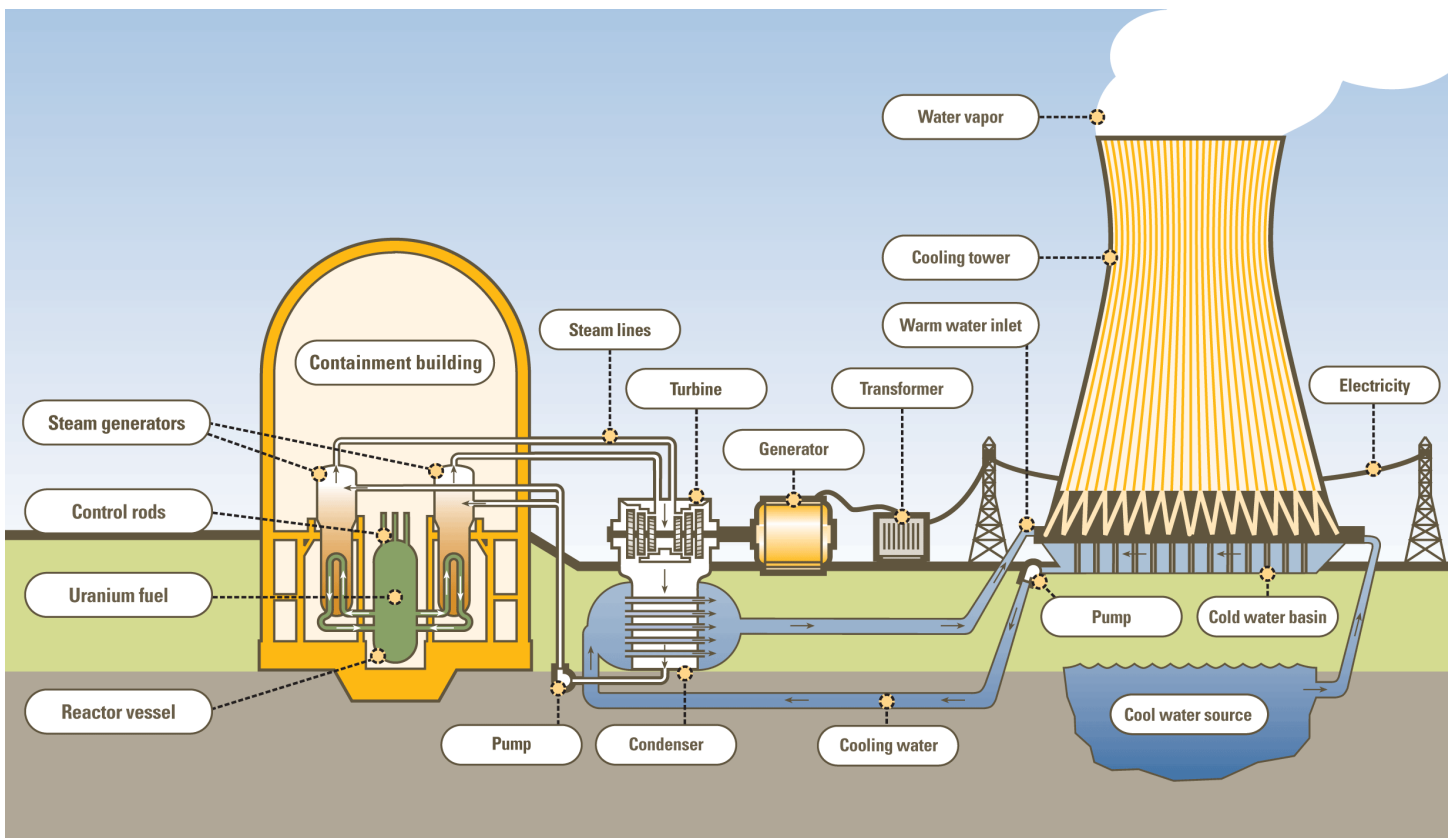 Water vapor
Cooling tower
Steam lines
Warm water inlet
Containment building
Turbine
Transformer
Electricity
Steam generators
Generator
Control rods
Uranium fuel
Pump
Cold water basin
Reactor vessel
Cool water source
Pump
Condenser
Cooling water